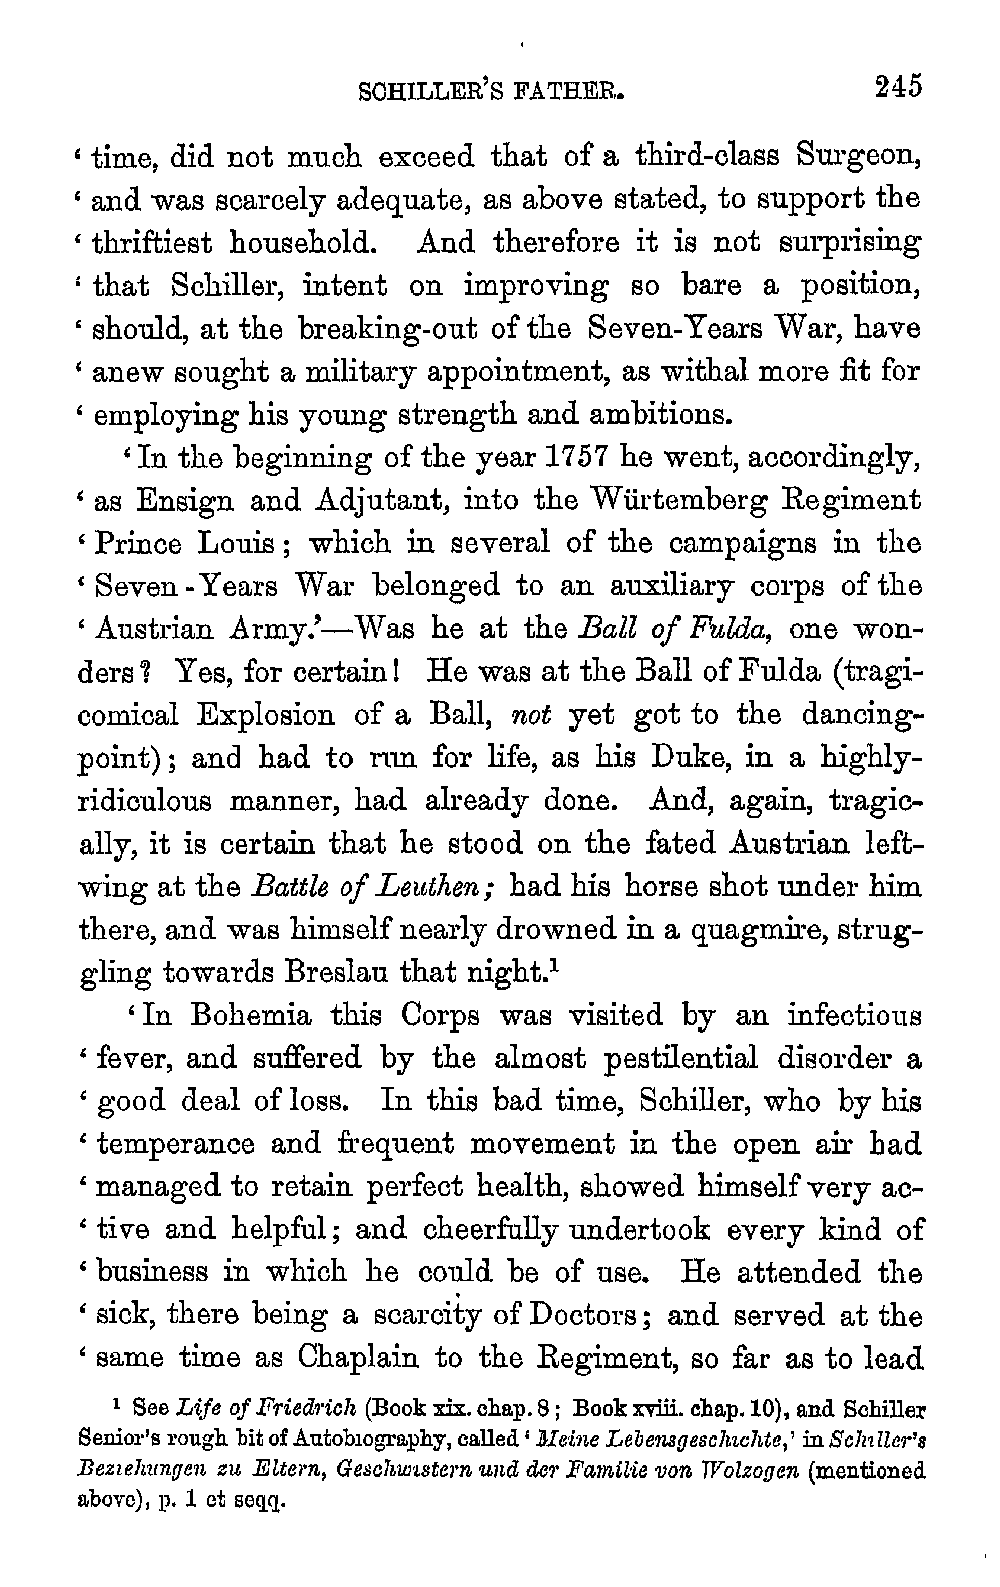 SCHILLER'S FATHER. 245
‘ time, did not much exceed that of a third-class Surgeon,
‘ and was scarcely adequate, as above stated, to support the
‘ thriftiest household. And therefore it is not surprising
‘ that Schiller, intent on improving so bare a position,
‘ should, at the breaking-out of the Seven-Years War, have
‘ anew sought a military appointment, as withal more fit for
‘ employing his young strength and ambitions.
‘ In the beginning of the year 1757 he went, accordingly,
‘ as Ensign and Adjutant, into the Würtemberg Regiment
‘ Prince Louis; which in several of the campaigns in the
‘ Seven-Years War belonged to an auxiliary corps of the
‘ Austrian Army.’—Was he at the Ball of Fulda, one won-
ders? Yes, for certain! He was at the Ball of Fulda (tragi-
comical Explosion of a Ball, not yet got to the dancing-
point); and had to run for life, as his Duke, in a highly-
ridiculous manner, had already done. And, again, tragic-
ally, it is certain that he stood on the fated Austrian left-
wing at the Battle of Leuthen; had his horse shot under him
there, and was himself nearly drowned in a quagmire, strug-
gling towards Breslau that night.¹
‘ In Bohemia this Corps was visited by an infectious
‘ fever, and suffered by the almost pestilential disorder a
‘ good deal of loss. In this bad time, Schiller, who by his
‘ temperance and frequent movement in the open air had
‘ managed to retain perfect health, showed himself very ac-
‘ tive and helpful; and cheerfully undertook every kind of
‘ business in which he could be of use. He attended the
‘ sick, there being a scarcity of Doctors; and served at the
‘ same time as Chaplain to the Regiment, so far as to lead
¹ See Life of Friedrich (Book xix. chap. 8; Book xviii. chap. 10), and Schiller
Senior's rough bit of Autobiography, called ‘ Meine Lebensgeschichte,’ in Schiller's
Beziehungen zu Eltern, Geschwistern und der Familie von Wolzogen (mentioned
above), p. 1 et seqq.